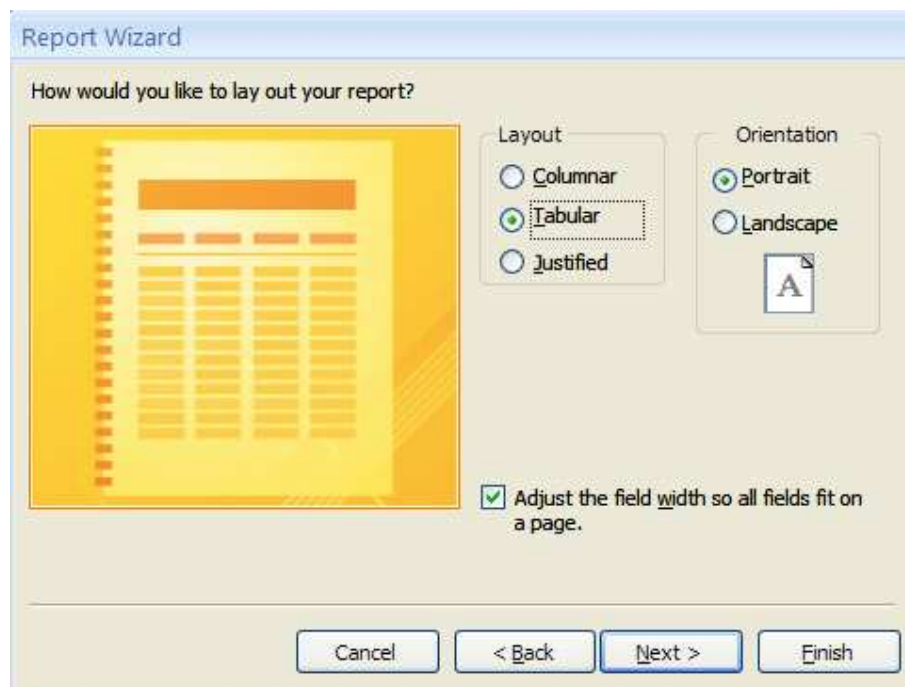 Report Wizard
How would you like to lay out your report?
Layout
Columnar
Tabular
Justified
Orientation
Portrait
Landscape
A
Adjust the field width so all fields fit on
a page.
Cancel
< Back
Next >
Finish